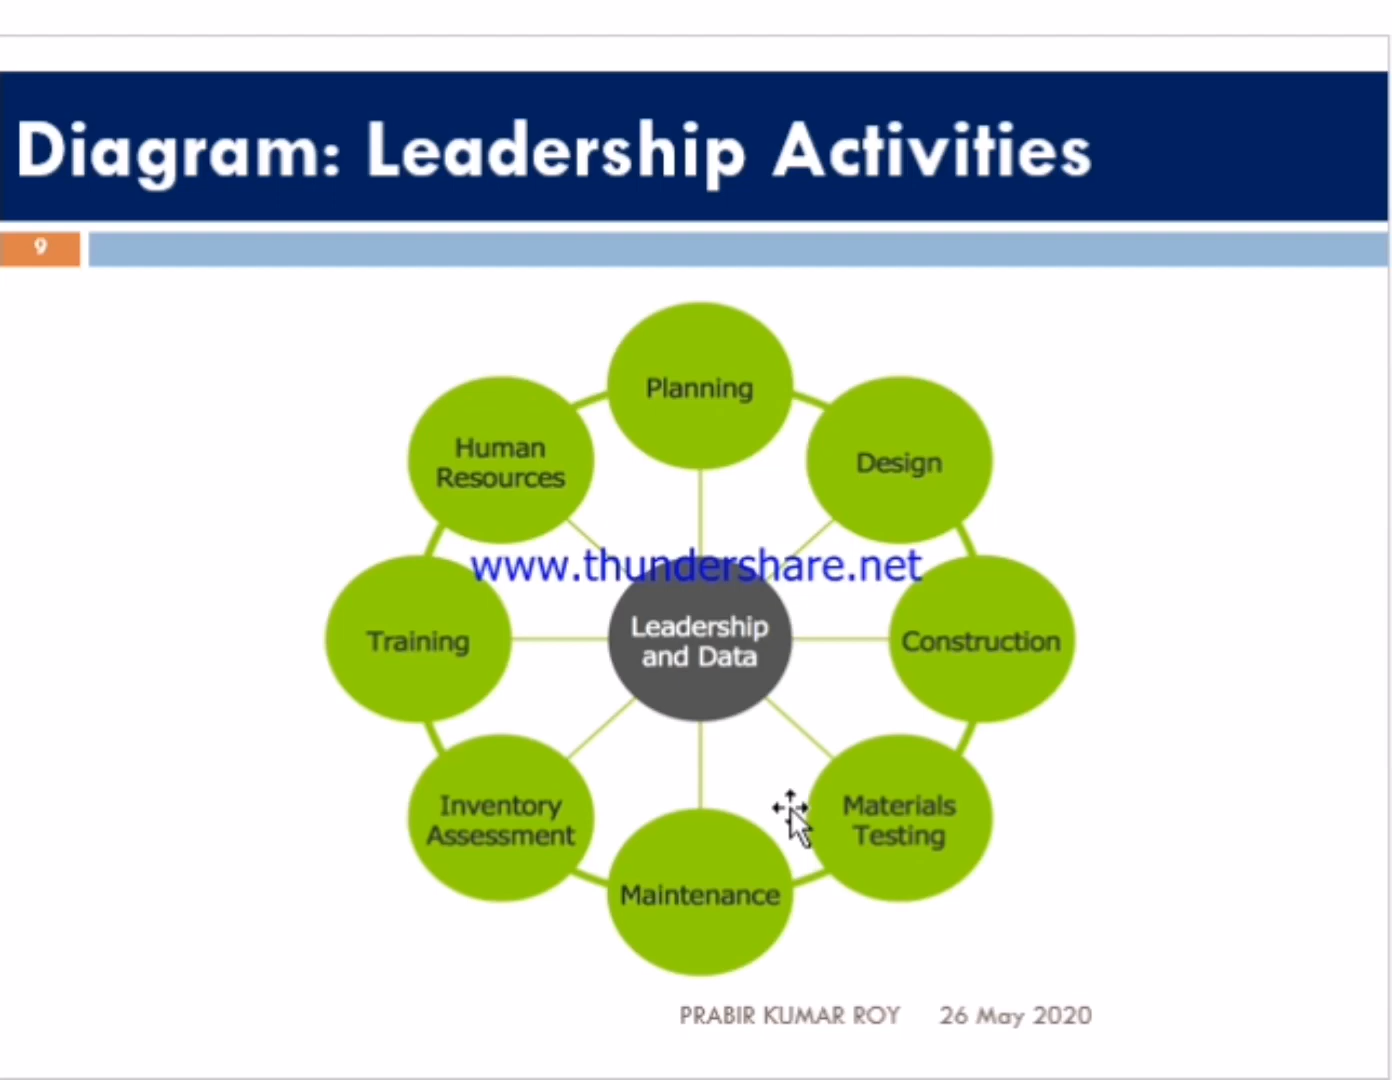 Diagram: Leadership Activities
9
Planning
Human
Resources
Design
www.thundershare.net
Training
Leadership
and Data
Construction
Inventory
Assessment
Materials
Testing
Maintenance
PRABIR KUMAR ROY 26 May 2020